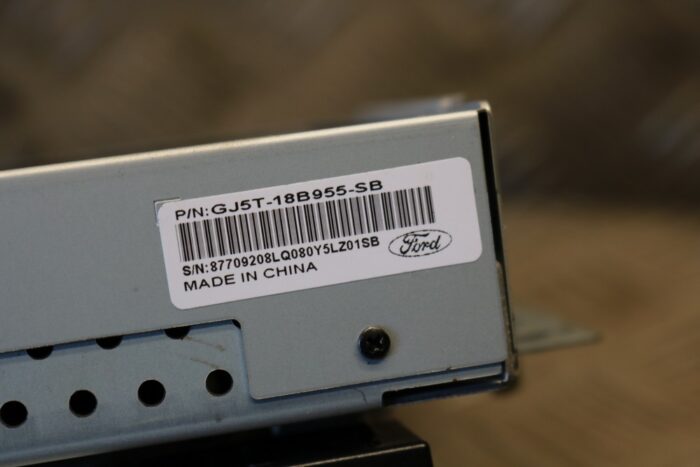 P/N:GJ5T-18B955-SB
S/N:87709208LQ080Y5LZ01SB
Ford
MADE IN CHINA